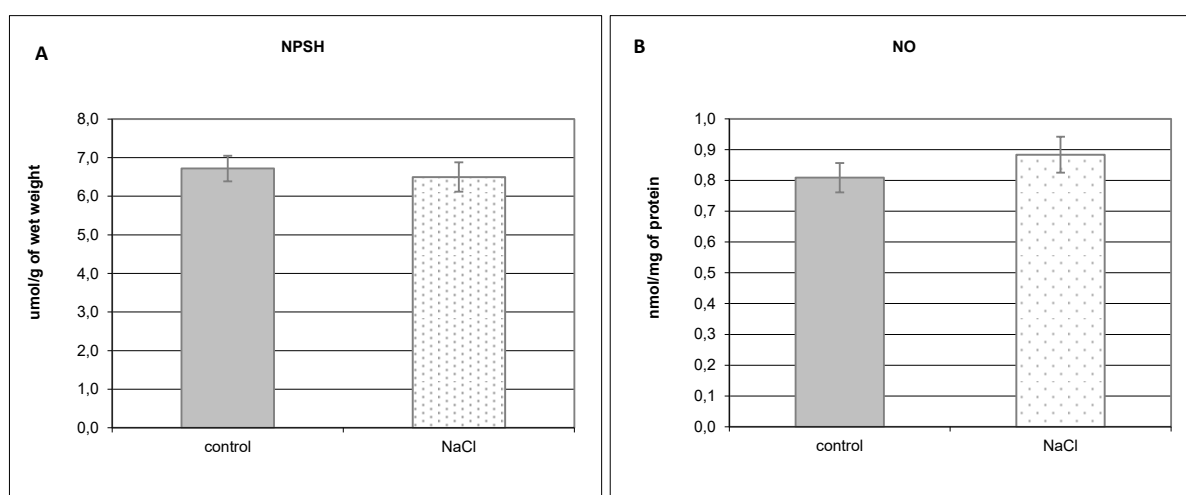 A
NPSH
umol/g of wet weight
8,0
7,0
6,0
5,0
4,0
3,0
2,0
1,0
0,0
control
NaCl
B
NO
nmol/mg of protein
1,0
0,9
0,8
0,7
0,6
0,5
0,4
0,3
0,2
0,1
0,0
control
NaCl